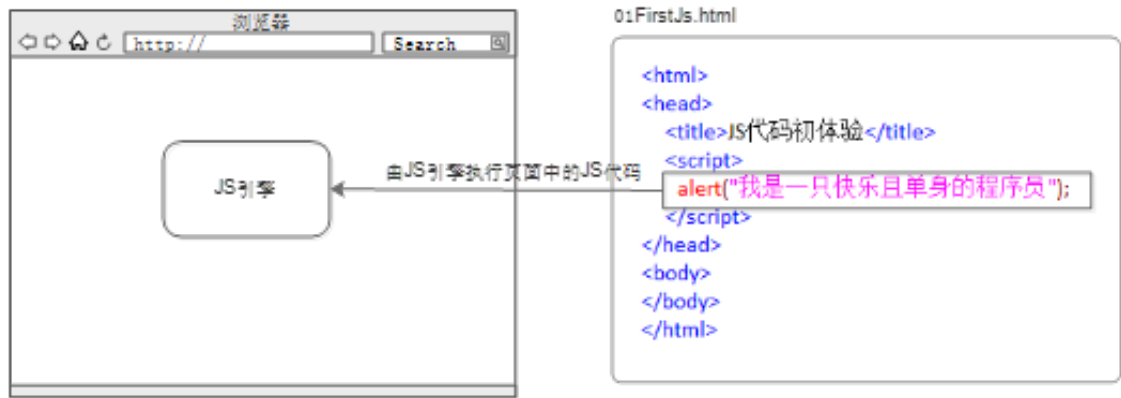 浏览器
http://
Search
JS引擎
由JS引擎执行页面中的JS代码
01FirstJs.html
<html>
<head>
<title>JS代码初体验</title>
<script>
alert("我是一只快乐且单身的程序员");
</script>
</head>
<body>
</body>
</html>